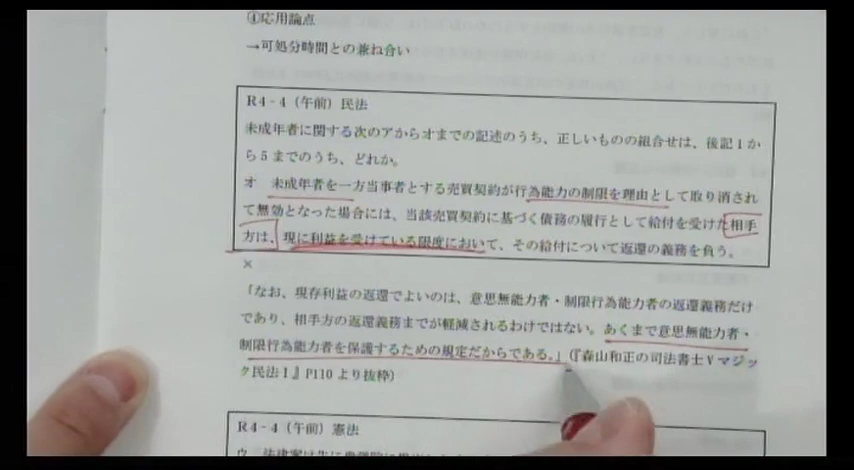 ④応用論点
→可処分時間との兼ね合い
R4-4（午前）民法
未成年者に関する次のアからオまでの記述のうち、正しいものの組合せは、後記1か
ら5までのうち、どれか。
オ　未成年者を一方当事者とする売買契約が行為能力の制限を理由として取り消され
て無効となった場合には、当該売買契約に基づく債務の履行として給付を受けた相手
方は、現に利益を受けている限度において、その給付について返還の義務を負う。
×
「なお、現存利益の返還でよいのは、意思無能力者・制限行為能力者の返還義務だけ
であり、相手方の返還義務までが軽減されるわけではない。あくまで意思無能力者・
制限行為能力者を保護するための規定だからである。」（『森山和正の司法書士Vマジッ
ク民法Ⅰ』P110より抜粋）
R4-4（午前）憲法